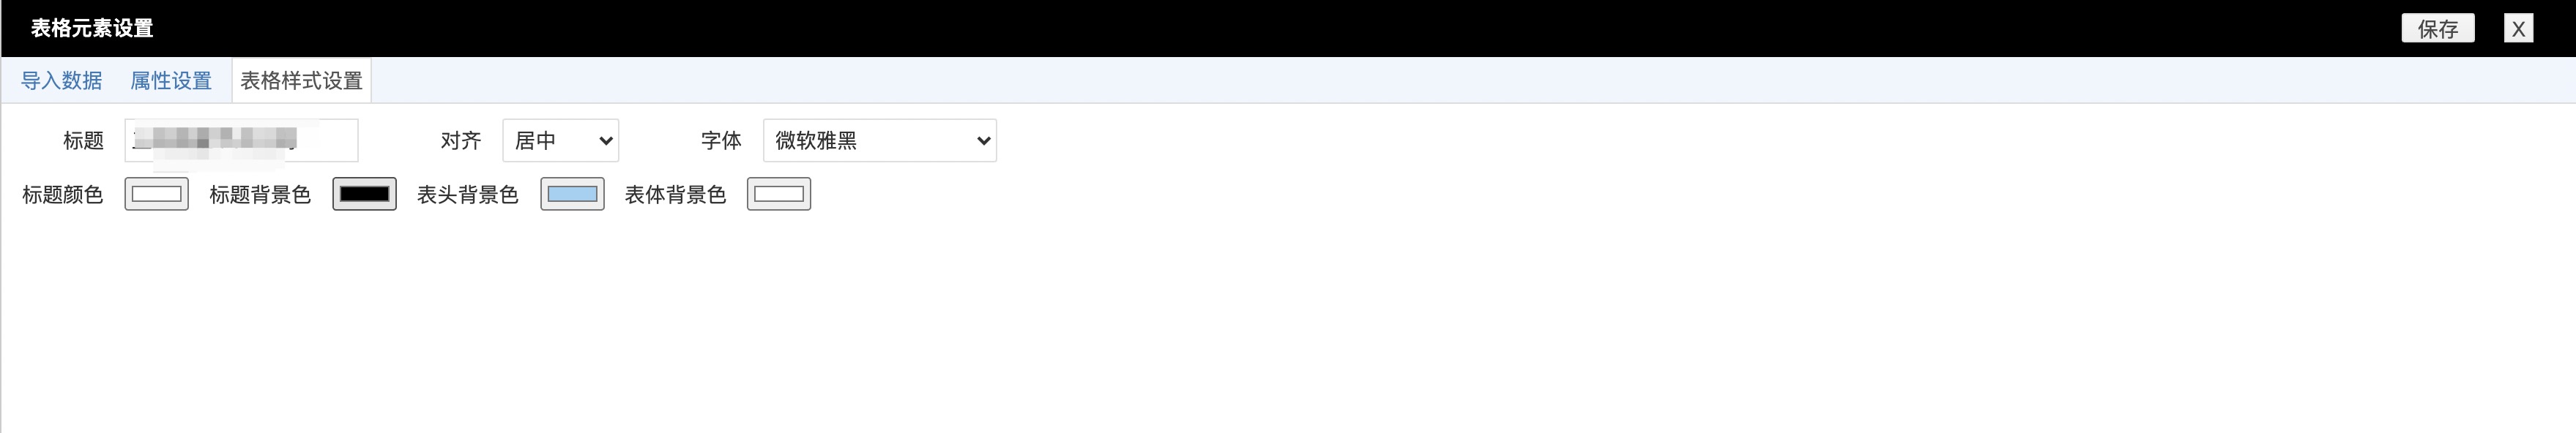 表格元素设置 保存 X
导入数据 属性设置 表格样式设置
标题 对齐 居中 字体 微软雅黑
标题颜色 标题背景色 表头背景色 表体背景色